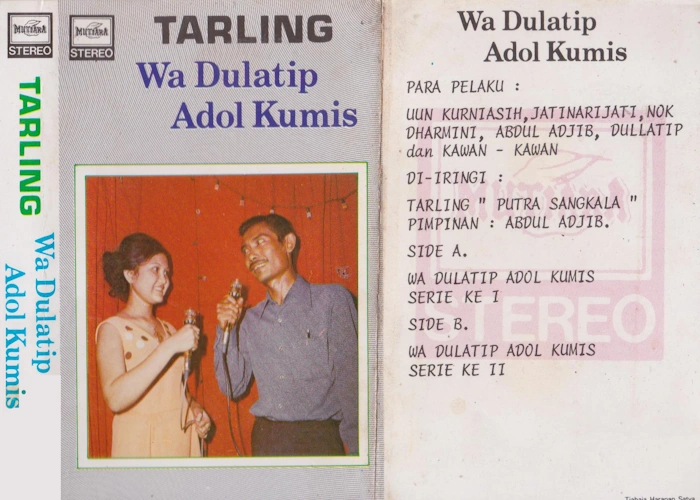 MUTIARA
STEREO
TARLING
Wa Dulatip
Adol Kumis
MUTIARA
STEREO
TARLING
Wa Dulatip
Adol Kumis
Wa Dulatip
Adol Kumis
PARA PELAKU :
UUN KURNIASIH,JATINARIJATI,NOK
DHARMINI, ABDUL ADJIB, DULLATIP
dan KAWAN - KAWAN
DI-IRINGI :
TARLING " PUTRA SANGKALA "
PIMPINAN : ABDUL ADJIB.
SIDE A.
WA DULATIP ADOL KUMIS
SERIE KE I
SIDE B.
WA DULATIP ADOL KUMIS
SERIE KE II
MUTIARA
STEREO